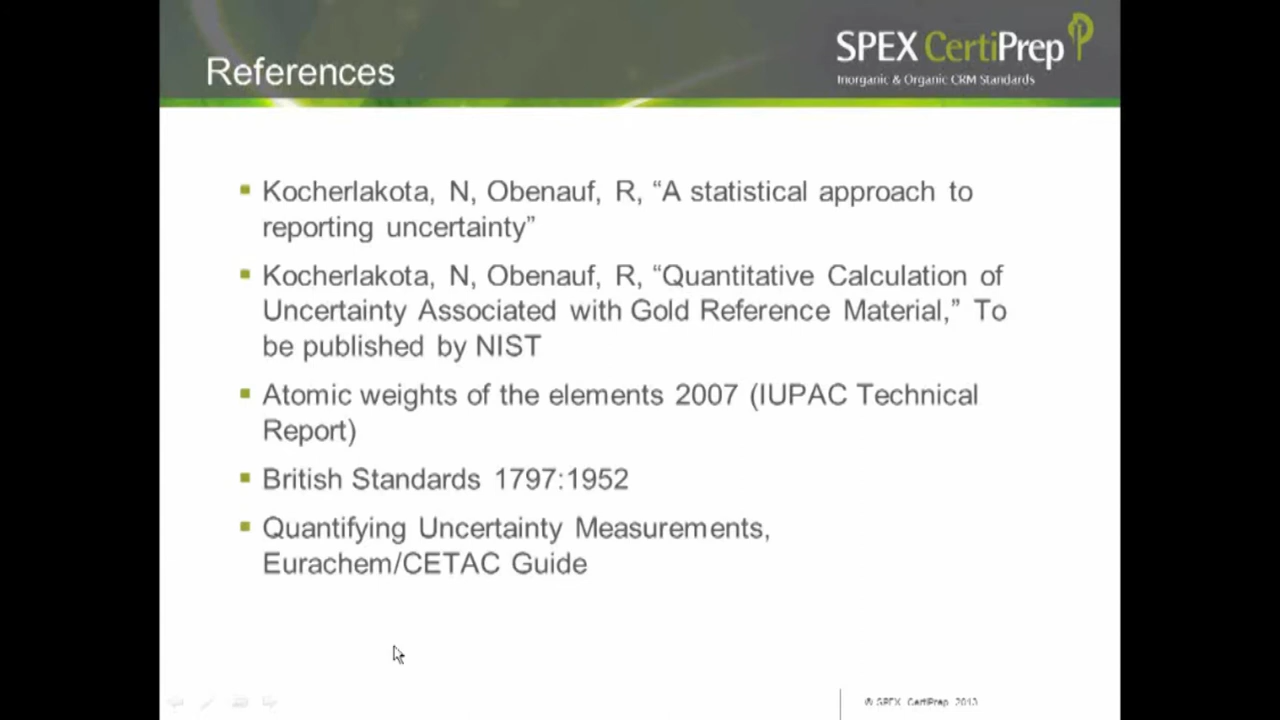 References
SPEX CertiPrep
Inorganic & Organic CRM Standards
Kocherlakota, N, Obenauf, R, “A statistical approach to
reporting uncertainty”
Kocherlakota, N, Obenauf, R, “Quantitative Calculation of
Uncertainty Associated with Gold Reference Material,” To
be published by NIST
Atomic weights of the elements 2007 (IUPAC Technical
Report)
British Standards 1797:1952
Quantifying Uncertainty Measurements,
Eurachem/CETAC Guide
© SPEX CertiPrep 2013